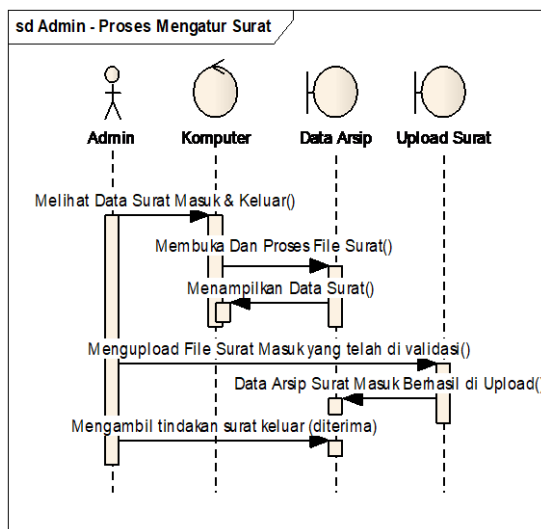 sd Admin - Proses Mengatur Surat
Admin
Komputer
Data Arsip
Upload Surat
Melihat Data Surat Masuk & Keluar()
Membuka Dan Proses File Surat()
Menampilkan Data Surat()
Mengupload File Surat Masuk yang telah di validasi()
Data Arsip Surat Masuk Berhasil di Upload()
Mengambil tindakan surat keluar (diterima)